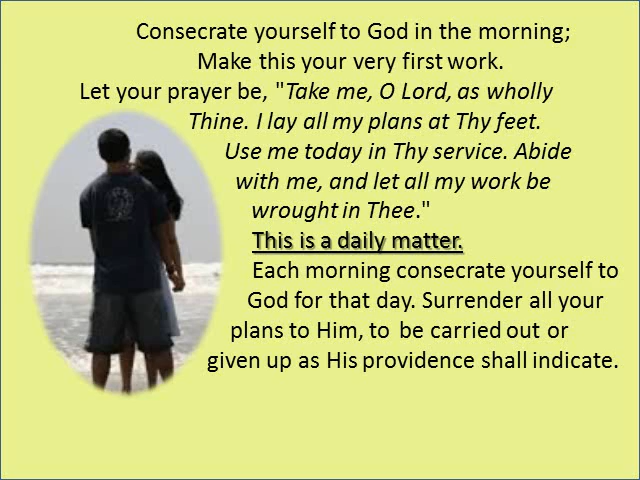 Consecrate yourself to God in the morning;
Make this your very first work.
Let your prayer be, "Take me, O Lord, as wholly
Thine. I lay all my plans at Thy feet.
Use me today in Thy service. Abide
with me, and let all my work be
wrought in Thee."
This is a daily matter.
Each morning consecrate yourself to
God for that day. Surrender all your
plans to Him, to be carried out or
given up as His providence shall indicate.